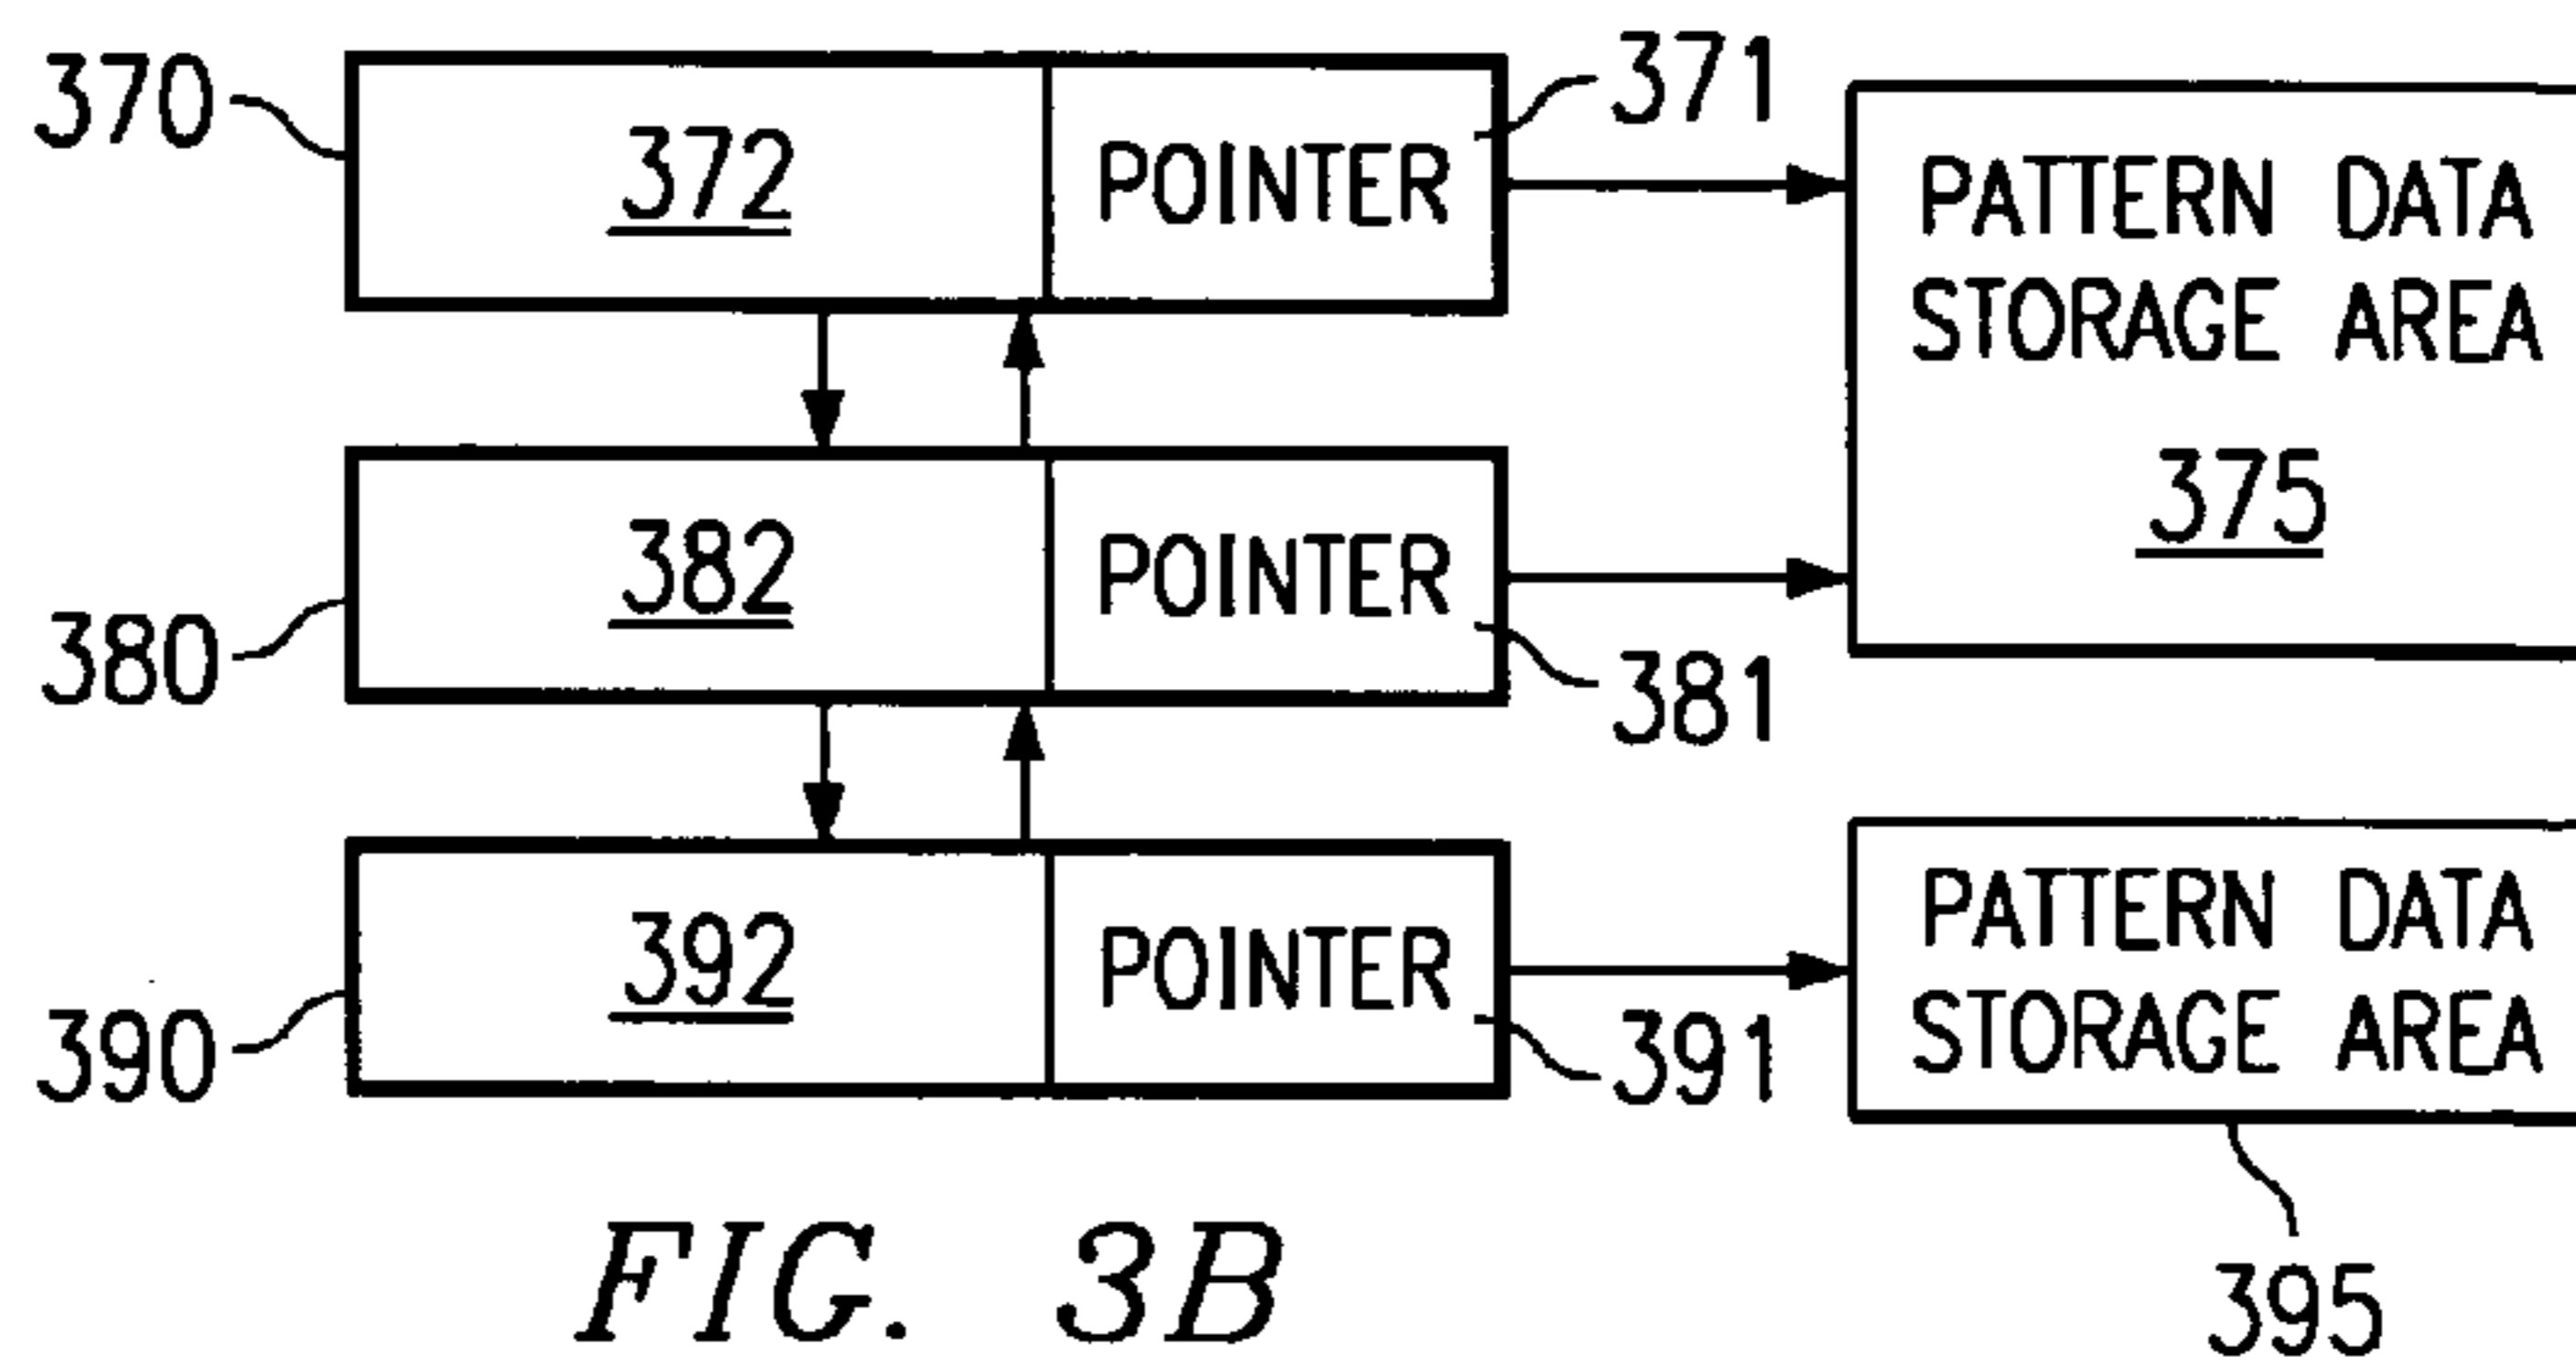 370
372
POINTER
371
PATTERN DATA
STORAGE AREA
375
380
382
POINTER
381
390
392
POINTER
391
PATTERN DATA
STORAGE AREA
395
FIG. 3B